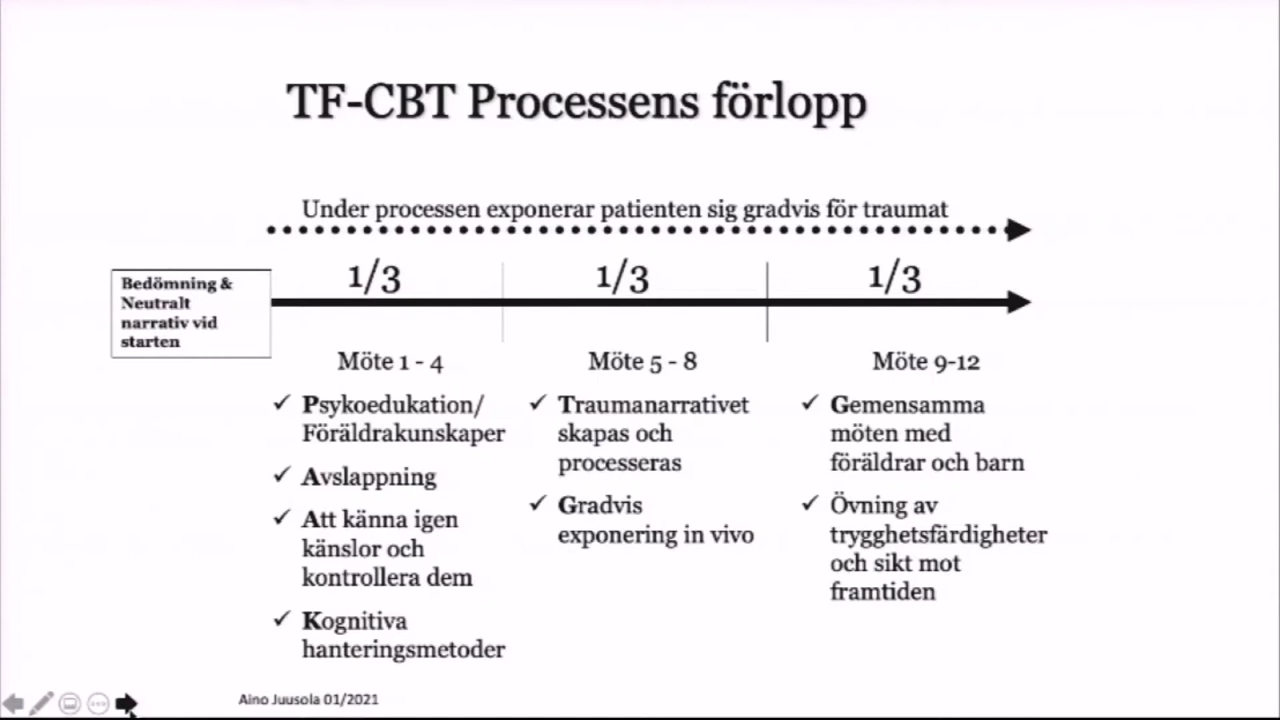 TF-CBT Processens förlopp
Under processen exponerar patienten sig gradvis för traumat
Bedömning &
Neutralt
narrativ vid
starten
1/3
1/3
1/3
Möte 1 - 4
Psykoedukation/
Föräldrakunskaper
Avslappning
Att känna igen
känslor och
kontrollera dem
Kognitiva
hanteringsmetoder
Möte 5 - 8
Traumanarrativet
skapas och
processeras
Gradvis
exponering in vivo
Möte 9-12
Gemensamma
möten med
föräldrar och barn
Övning av
trygghetsfärdigheter
och sikt mot
framtiden
Aino Juusola 01/2021